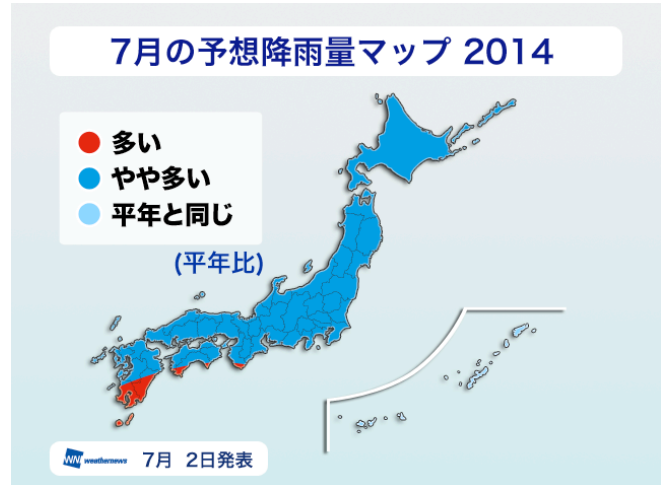 7月の予想降雨量マップ 2014
多い
やや多い
平年と同じ
(平年比)
WNI weathernews 7月 2日発表